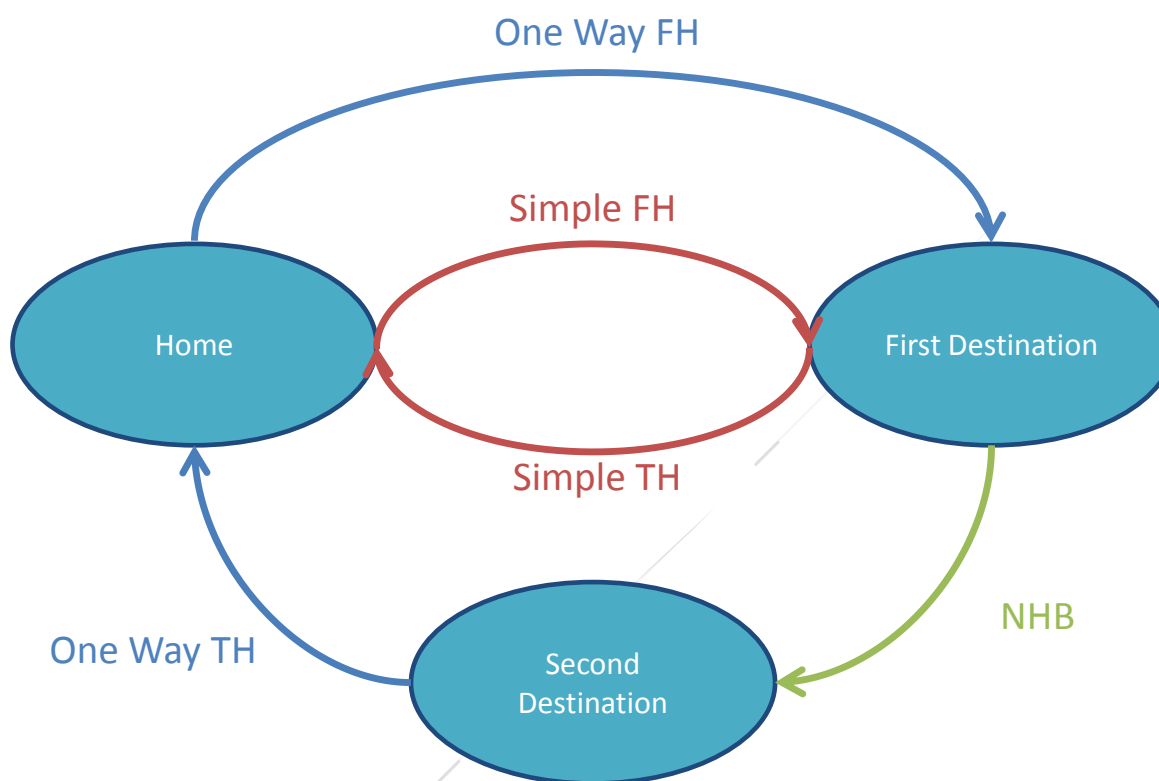 One Way FH
Simple FH
Home
First Destination
Simple TH
NHB
One Way TH
Second
Destination